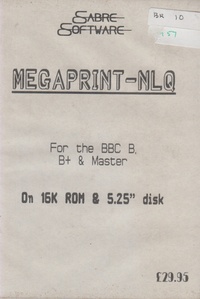 SABRE
SOFTWARE
BK 10
157
MEGAPRINT-NLQ
For the BBC B,
B+ & Master
On 16K ROM & 5.25" disk
£29.95